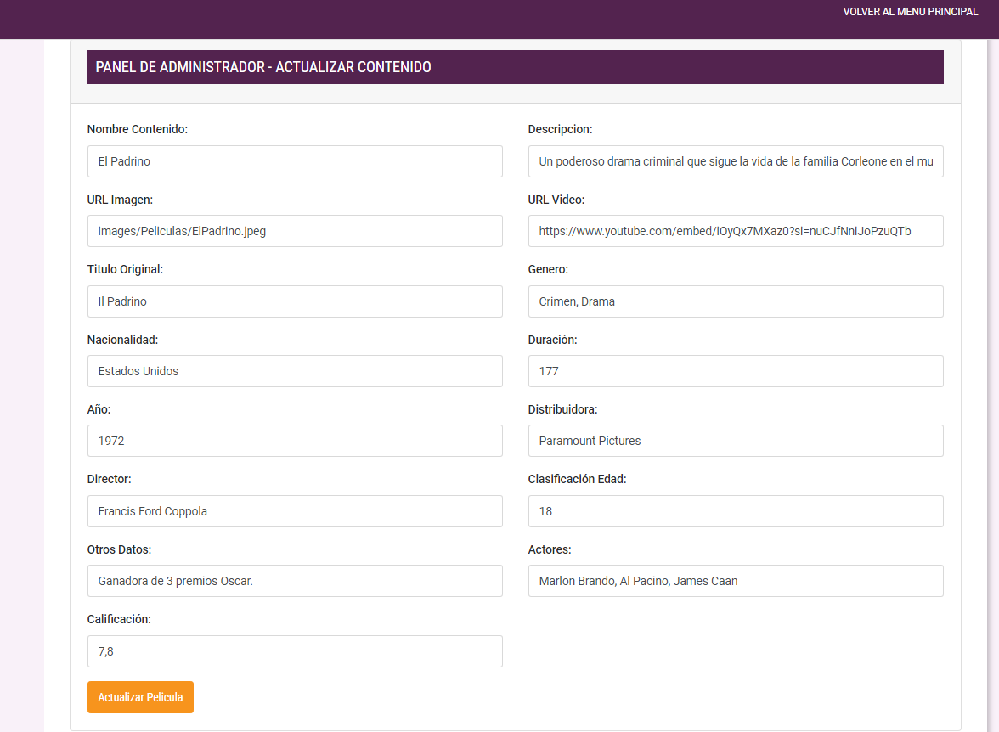 VOLVER AL MENU PRINCIPAL
PANEL DE ADMINISTRADOR - ACTUALIZAR CONTENIDO
Nombre Contenido:
El Padrino
Descripcion:
Un poderoso drama criminal que sigue la vida de la familia Corleone en el mu
URL Imagen:
images/Peliculas/ElPadrino.jpeg
URL Video:
https://www.youtube.com/embed/iOyQx7MXaz0?si=nuCJfNniJoPzuQTb
Titulo Original:
Il Padrino
Genero:
Crimen, Drama
Nacionalidad:
Estados Unidos
Duración:
177
Año:
1972
Distribuidora:
Paramount Pictures
Director:
Francis Ford Coppola
Clasificación Edad:
18
Otros Datos:
Ganadora de 3 premios Oscar.
Actores:
Marlon Brando, Al Pacino, James Caan
Calificación:
7,8
Actualizar Pelicula